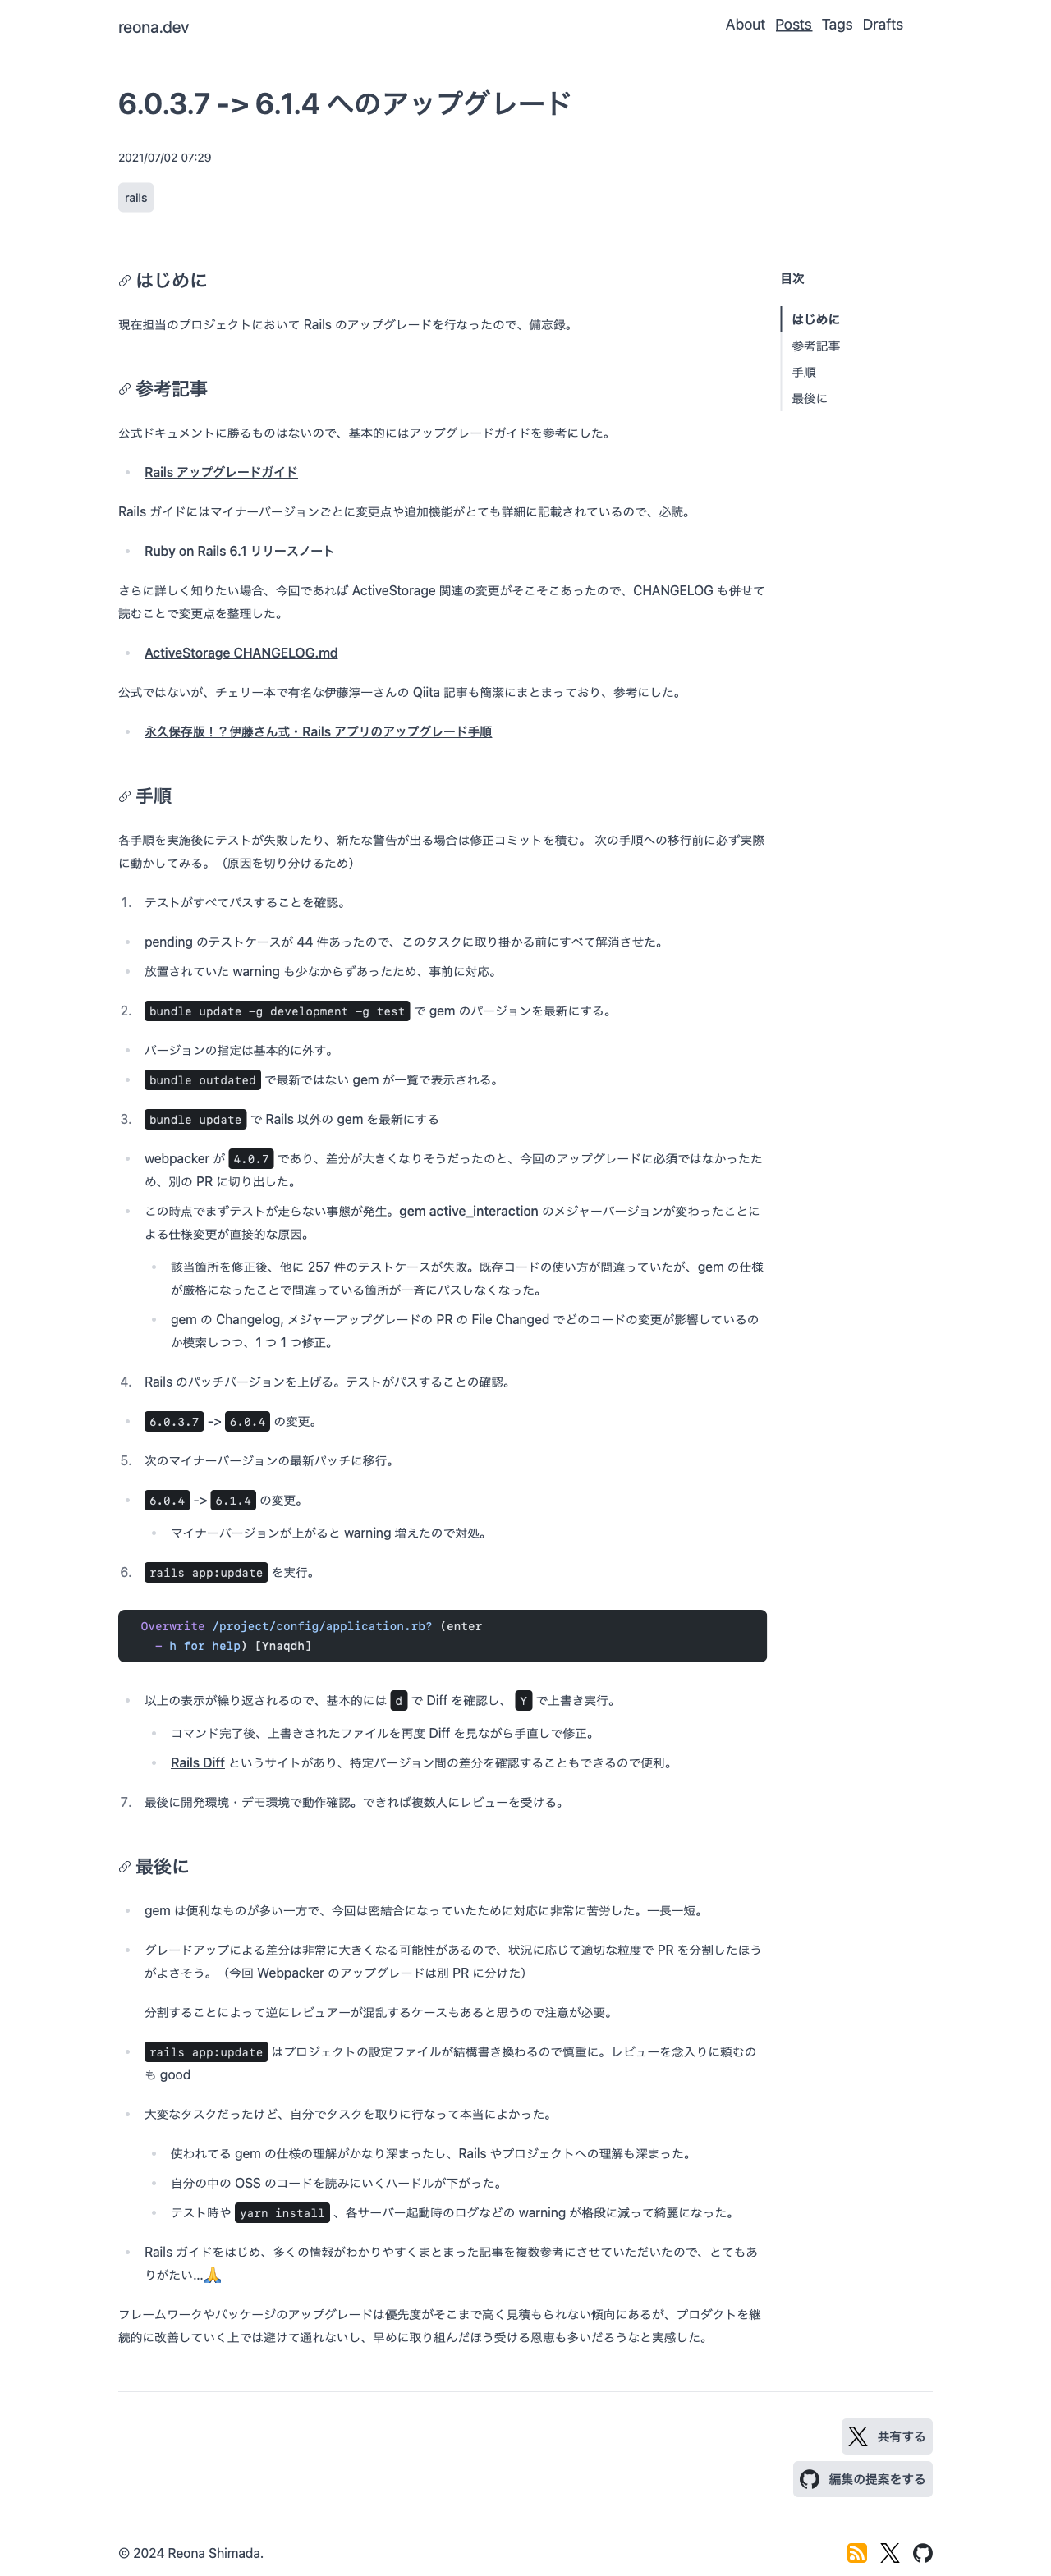 reona.dev
About Posts Tags Drafts
6.0.3.7 -> 6.1.4 へのアップグレード
2021/07/02 07:29
rails
はじめに
現在担当のプロジェクトにおいて Rails のアップグレードを行なったので、備忘録。
目次
はじめに
参考記事
手順
最後に
参考記事
公式ドキュメントに勝るものはないので、基本的にはアップグレードガイドを参考にした。
• Rails アップグレードガイド
Rails ガイドにはマイナーバージョンごとに変更点や追加機能がとても詳細に記載されているので、必読。
• Ruby on Rails 6.1 リリースノート
さらに詳しく知りたい場合、今回であれば ActiveStorage 関連の変更がそこそこあったので、CHANGELOG も併せて
読むことで変更点を整理した。
• ActiveStorage CHANGELOG.md
公式ではないが、チェリー本で有名な伊藤淳一さんの Qiita 記事も簡潔にまとまっており、参考にした。
• 永久保存版！？伊藤さん式・Rails アプリのアップグレード手順
手順
各手順を実施後にテストが失敗したり、新たな警告が出る場合は修正コミットを積む。 次の手順への移行前に必ず実際
に動かしてみる。（原因を切り分けるため）
1. テストがすべてパスすることを確認。
• pending のテストケースが 44 件あったので、このタスクに取り掛かる前にすべて解消させた。
• 放置されていた warning も少なからずあったため、事前に対応。
2. bundle update -g development -g test で gem のバージョンを最新にする。
• バージョンの指定は基本的に外す。
• bundle outdated で最新ではない gem が一覧で表示される。
3. bundle update で Rails 以外の gem を最新にする
• webpacker が 4.0.7 であり、差分が大きくなりそうだったのと、今回のアップグレードに必須ではなかったた
め、別の PR に切り出した。
• この時点でまずテストが走らない事態が発生。gem active_interaction のメジャーバージョンが変わったことに
よる仕様変更が直接的な原因。
• 該当箇所を修正後、他に 257 件のテストケースが失敗。既存コードの使い方が間違っていたが、gem の仕様
が厳格になったことで間違っている箇所が一斉にパスしなくなった。
• gem の Changelog, メジャーアップグレードの PR の File Changed でどのコードの変更が影響しているの
か模索しつつ、1 つ 1 つ修正。
4. Rails のパッチバージョンを上げる。テストがパスすることの確認。
• 6.0.3.7 -> 6.0.4 の変更。
5. 次のマイナーバージョンの最新パッチに移行。
• 6.0.4 -> 6.1.4 の変更。
• マイナーバージョンが上がると warning 増えたので対処。
6. rails app:update を実行。
Overwrite /project/config/application.rb? (enter
- h for help) [Ynaqdh]
• 以上の表示が繰り返されるので、基本的には d で Diff を確認し、 Y で上書き実行。
• コマンド完了後、上書きされたファイルを再度 Diff を見ながら手直しで修正。
• Rails Diff というサイトがあり、特定バージョン間の差分を確認することもできるので便利。
7. 最後に開発環境・デモ環境で動作確認。できれば複数人にレビューを受ける。
最後に
• gem は便利なものが多い一方で、今回は密結合になっていたために対応に非常に苦労した。一長一短。
• グレードアップによる差分は非常に大きくなる可能性があるので、状況に応じて適切な粒度で PR を分割したほう
がよさそう。（今回 Webpacker のアップグレードは別 PR に分けた）
分割することによって逆にレビュアーが混乱するケースもあると思うので注意が必要。
• rails app:update はプロジェクトの設定ファイルが結構書き換わるので慎重に。レビューを念入りに頼むの
も good
• 大変なタスクだったけど、自分でタスクを取りに行なって本当によかった。
• 使われてる gem の仕様の理解がかなり深まったし、Rails やプロジェクトへの理解も深まった。
• 自分の中の OSS のコードを読みにいくハードルが下がった。
• テスト時や yarn install 、各サーバー起動時のログなどの warning が格段に減って綺麗になった。
• Rails ガイドをはじめ、多くの情報がわかりやすくまとまった記事を複数参考にさせていただいたので、とてもあ
りがたい…🙏
フレームワークやパッケージのアップグレードは優先度がそこまで高く見積もられない傾向にあるが、プロダクトを継
続的に改善していく上では避けて通れないし、早めに取り組んだほう受ける恩恵も多いだろうなと実感した。
共有する
編集の提案をする
© 2024 Reona Shimada.